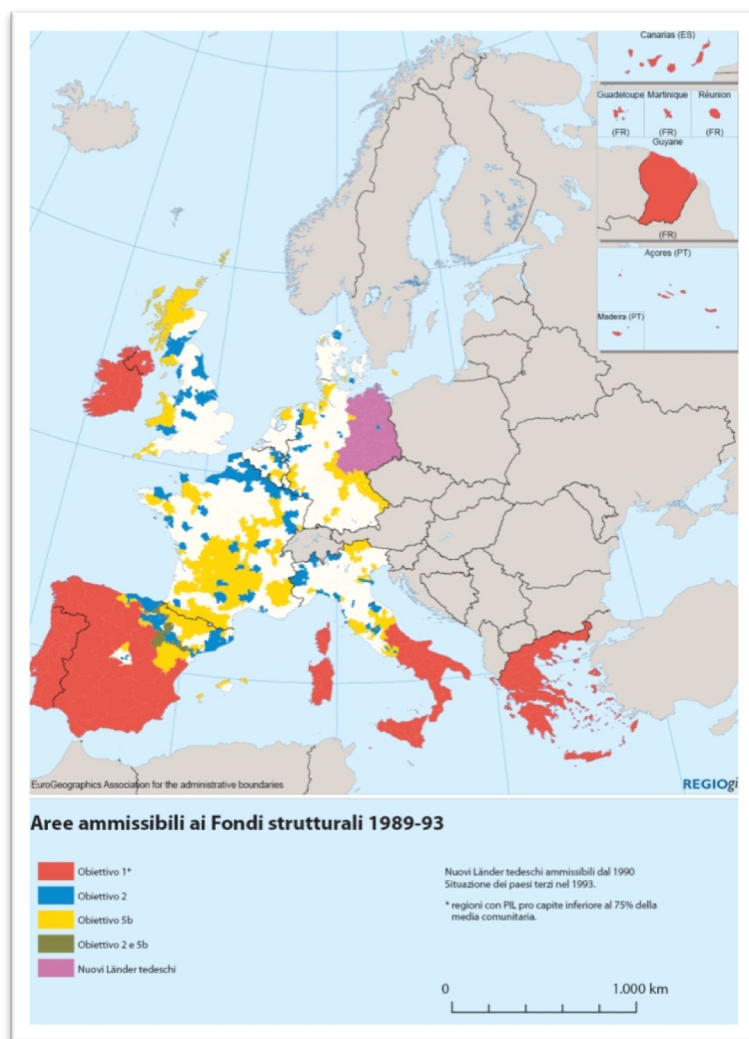 Canarias (ES)
Guadeloupe
Martinique
Réunion
(FR)
(FR)
(FR)
Guyane
(FR)
Açores (PT)
Madeira (PT)
EuroGeographics Association for the administrative boundaries
REGIOgi
Aree ammissibili ai Fondi strutturali 1989-93
Obiettivo 1*
Obiettivo 2
Obiettivo 5b
Obiettivo 2 e 5b
Nuovi Länder tedeschi
Nuovi Länder tedeschi ammissibili dal 1990
Situazione dei paesi terzi nel 1993.
* regioni con PIL pro capite inferiore al 75% della
media comunitaria.
0
1.000 km